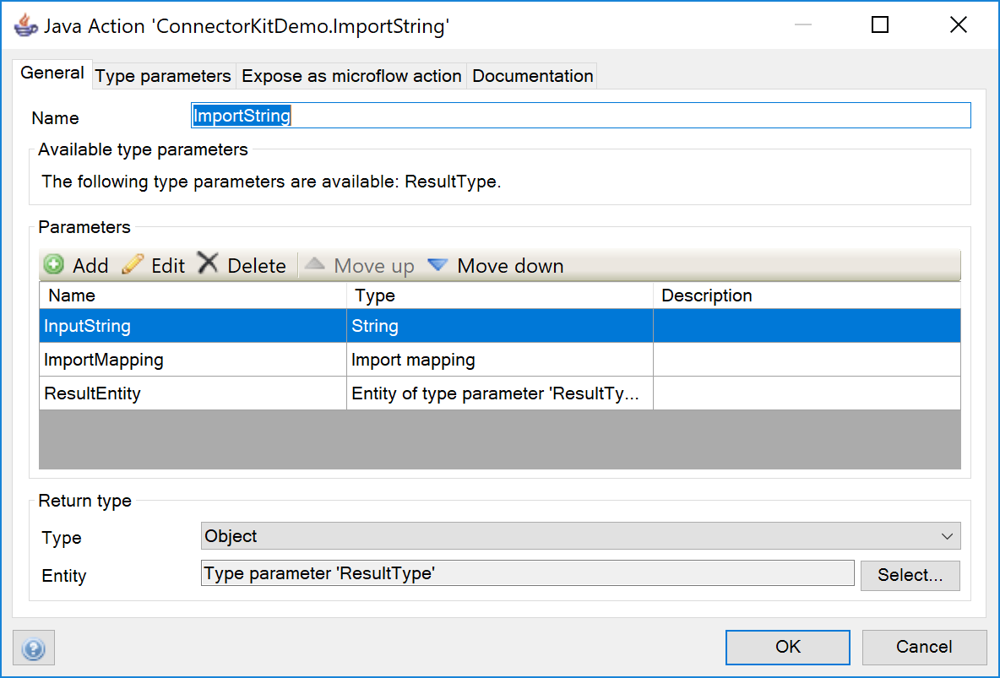 Java Action 'ConnectorKitDemo.ImportString'
General Type parameters Expose as microflow action Documentation
Name ImportString
Available type parameters
The following type parameters are available: ResultType.
Parameters
Add Edit Delete Move up Move down
Name Type Description
InputString String
ImportMapping Import mapping
ResultEntity Entity of type parameter 'ResultTy...
Return type
Type Object
Entity Type parameter 'ResultType' Select...
? OK Cancel